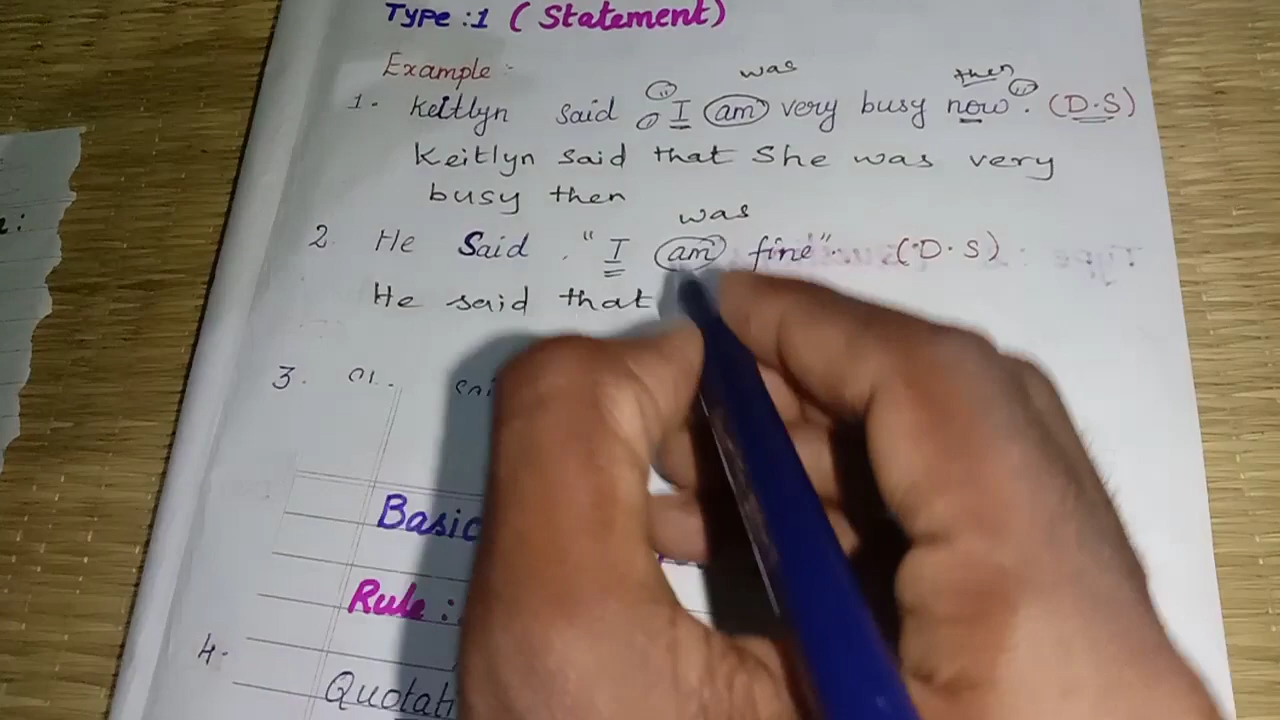 Type :1 ( Statement )
Example :-
was then
1. Keitlyn said " I am very busy now ". (D.S)
Keitlyn said that She was very
busy then
was
2. He Said. " I am fine ". (D.S)
He said that
3.
Basic
Rule :
4.
Quotati